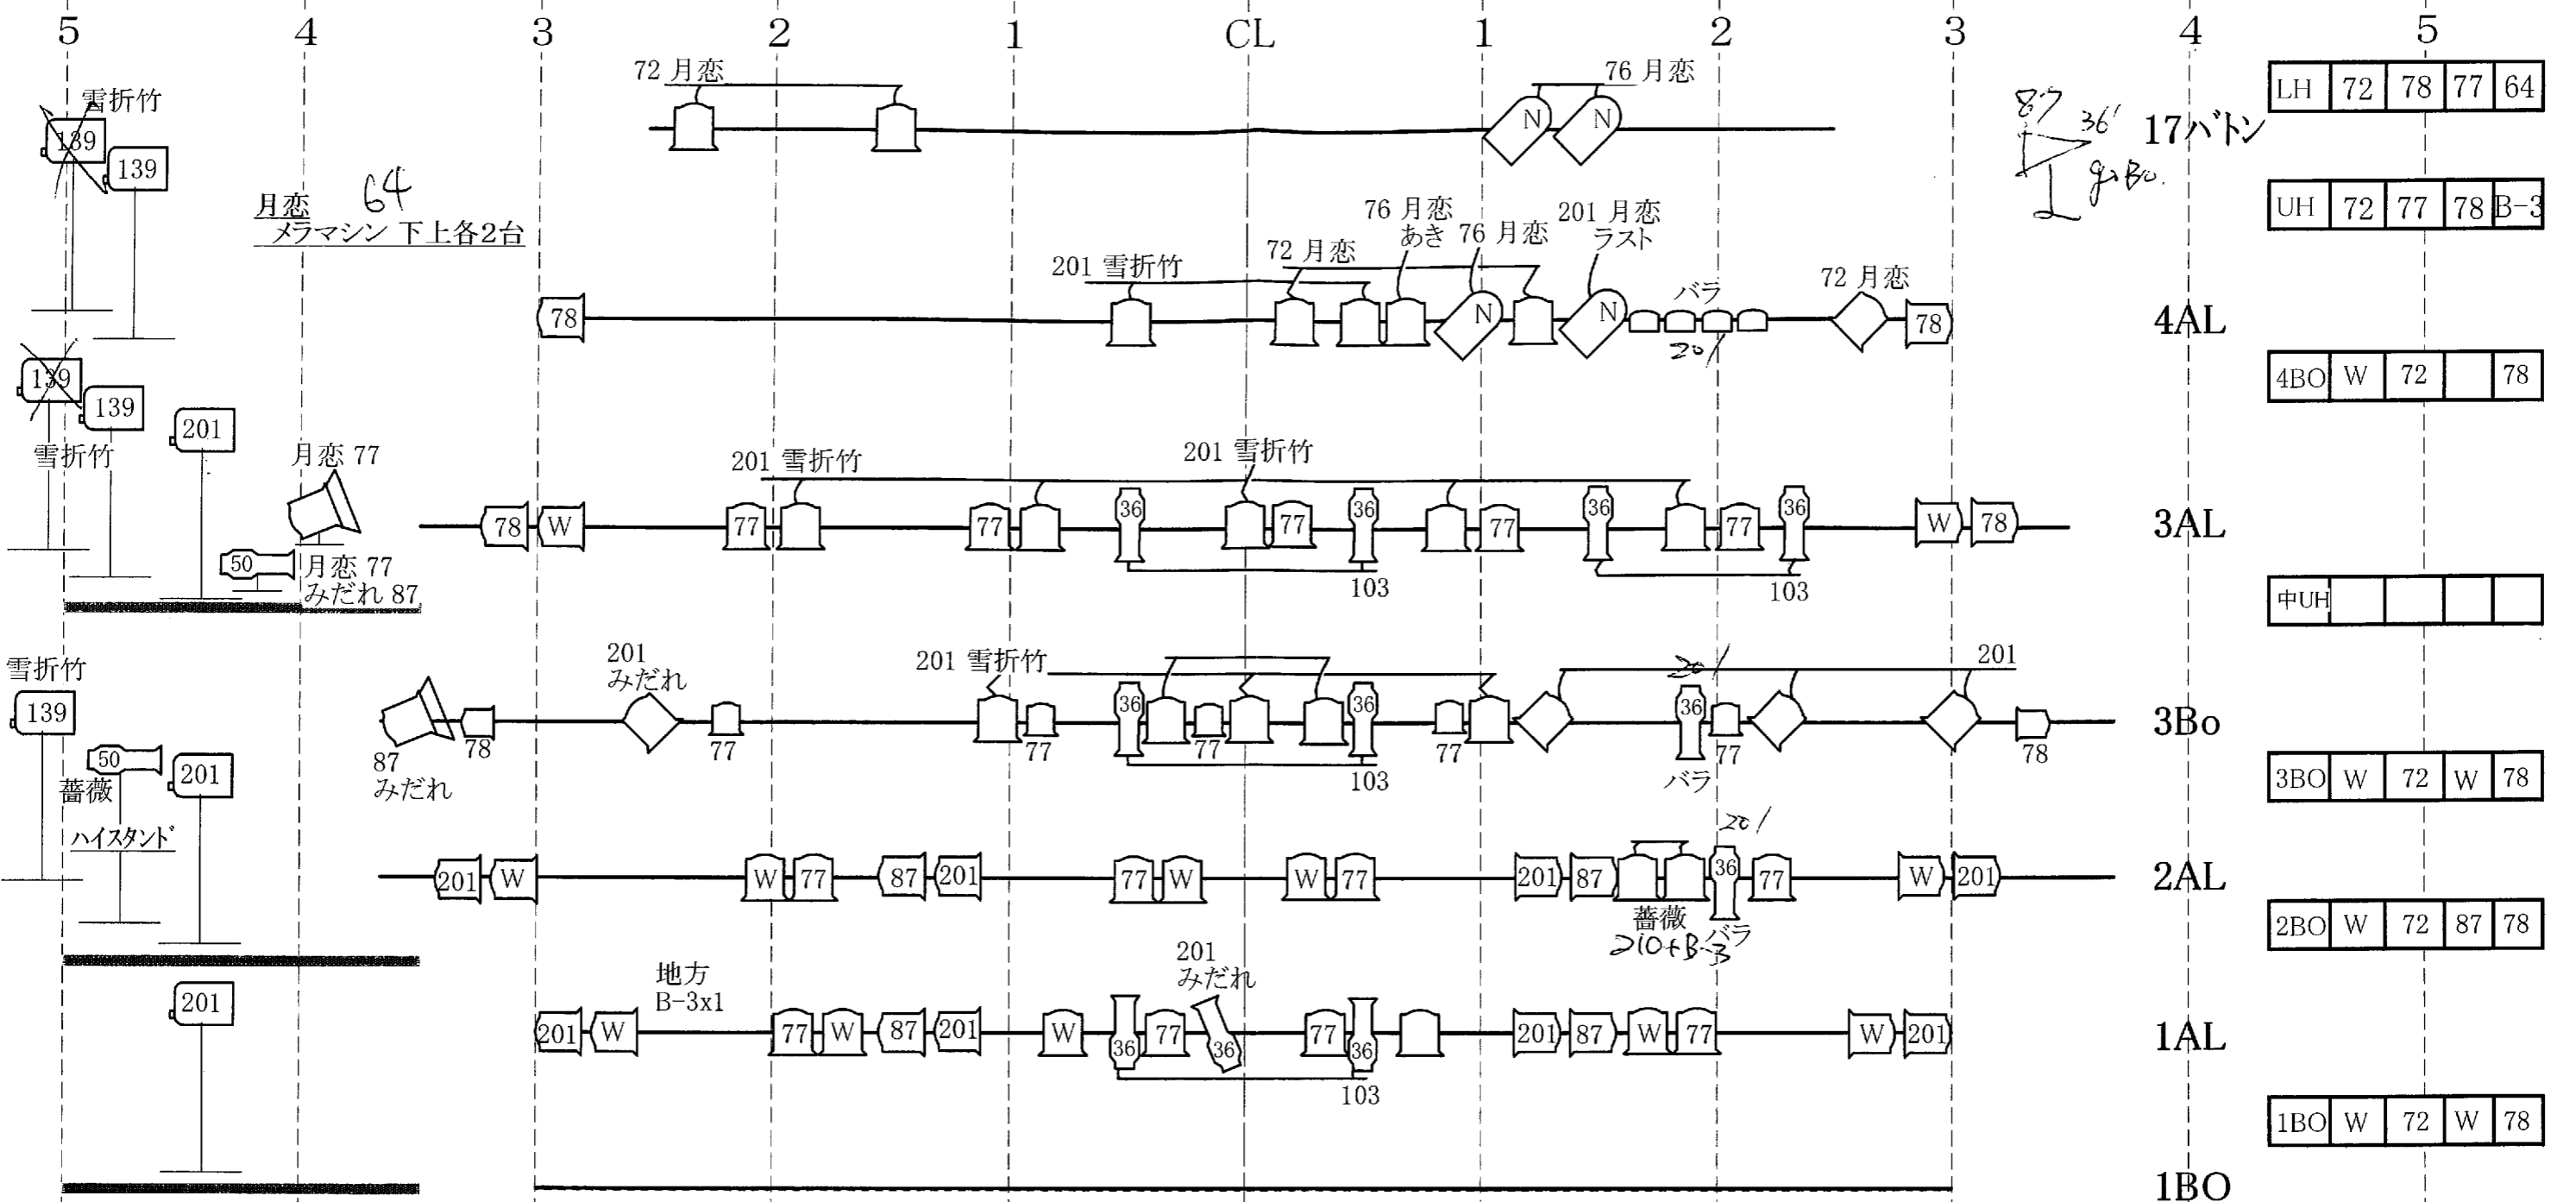 5 4 3 2 1 CL 1 2 3 4 5
72 月恋
76 月恋
雪折竹
139
139
N N
17バトン
LH 72 78 77 64
87
36'
月恋
64
メラマシン 下上各2台
UH 72 77 78 B-3
76 月恋
あき
76 月恋
201 月恋
ラスト
201 雪折竹
72 月恋
バラ
72 月恋
78 N N 78
4AL
201
139
139
201
4BO W 72 78
雪折竹
月恋 77
201 雪折竹
201 雪折竹
78 W 77 77 36 77 36 77 36 77 36 W 78
3AL
50
月恋 77
みだれ 87
103
103
中UH
雪折竹
139
201
みだれ
201 雪折竹
201
201
36 36 36
3Bo
78 77 77 77 77 77 78
87
みだれ
103
バラ
50
薔薇
201
3BO W 72 W 78
ハイスタンド
201
201 W W 77 87 201 77 W W 77 201 87 36 77 W 201
2AL
薔薇
バラ
2BO W 72 87 78
地方
B-3x1
201
みだれ
201
201 W 77 W 87 201 W 36 77 36 77 36 201 87 W 77 W 201
1AL
103
1BO W 72 W 78
1BO